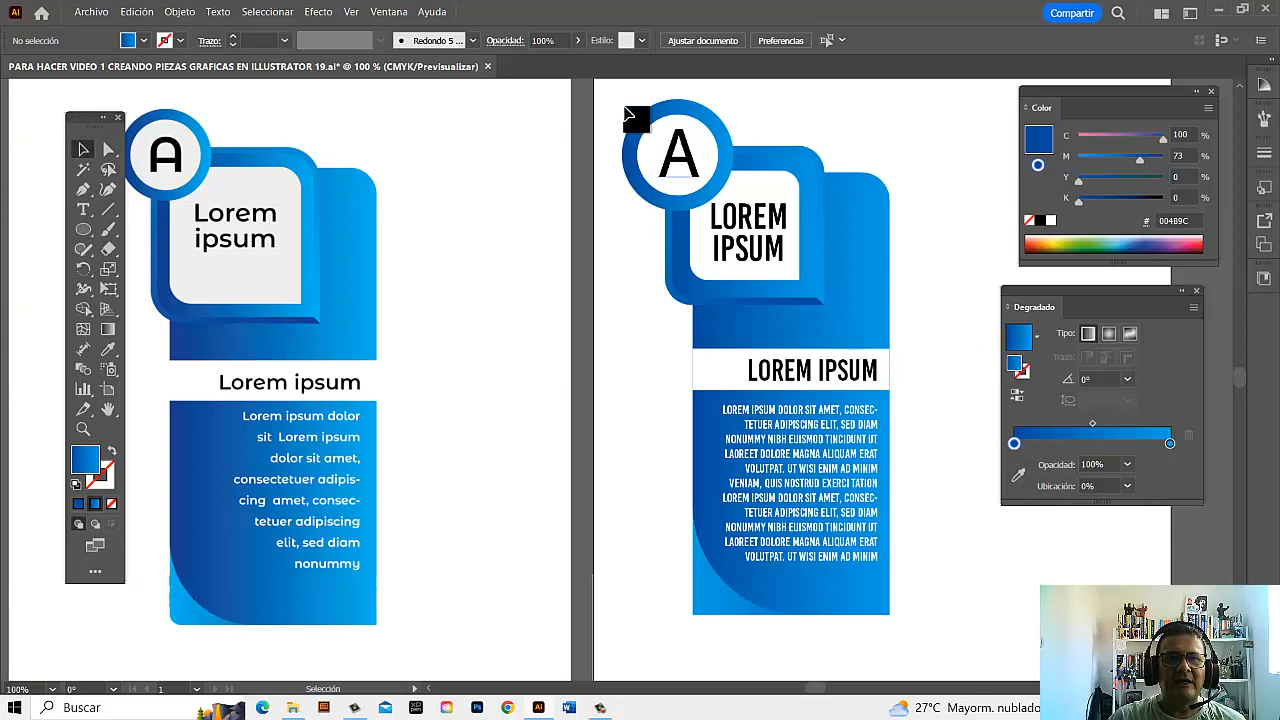 Archivo Edición Objeto Texto Seleccionar Efecto Ver Ventana Ayuda
Compartir
No selección
Trazo:
Redondo 5 ...
Opacidad: 100%
Estilo:
Ajustar documento
Preferencias
PARA HACER VIDEO 1 CREANDO PIEZAS GRAFICAS EN ILLUSTRATOR 19.ai* @ 100 % (CMYK/Previsualizar)
A
Lorem
ipsum
Lorem ipsum
Lorem ipsum dolor
sit Lorem ipsum
dolor sit amet,
consectetuer adipis-
cing amet, consec-
tetuer adipiscing
elit, sed diam
nonummy
A
LOREM
IPSUM
LOREM IPSUM
LOREM IPSUM DOLOR SIT AMET, CONSEC-
TETUER ADIPISCING ELIT, SED DIAM
NONUMMY NIBH EUISMOD TINCIDUNT UT
LAOREET DOLORE MAGNA ALIQUAM ERAT
VOLUTPAT. UT WISI ENIM AD MINIM
VENIAM, QUIS NOSTRUD EXERCI TATION
LOREM IPSUM DOLOR SIT AMET, CONSEC-
TETUER ADIPISCING ELIT, SED DIAM
NONUMMY NIBH EUISMOD TINCIDUNT UT
LAOREET DOLORE MAGNA ALIQUAM ERAT
VOLUTPAT. UT WISI ENIM AD MINIM
Color
C 100 %
M 73 %
Y 0 %
K 0 %
# 004B9C
Degradado
Tipo:
Trazo:
0°
Opacidad: 100%
Ubicación: 0%
100% 0° 1 Selección
Buscar
27°C Mayorm. nublado